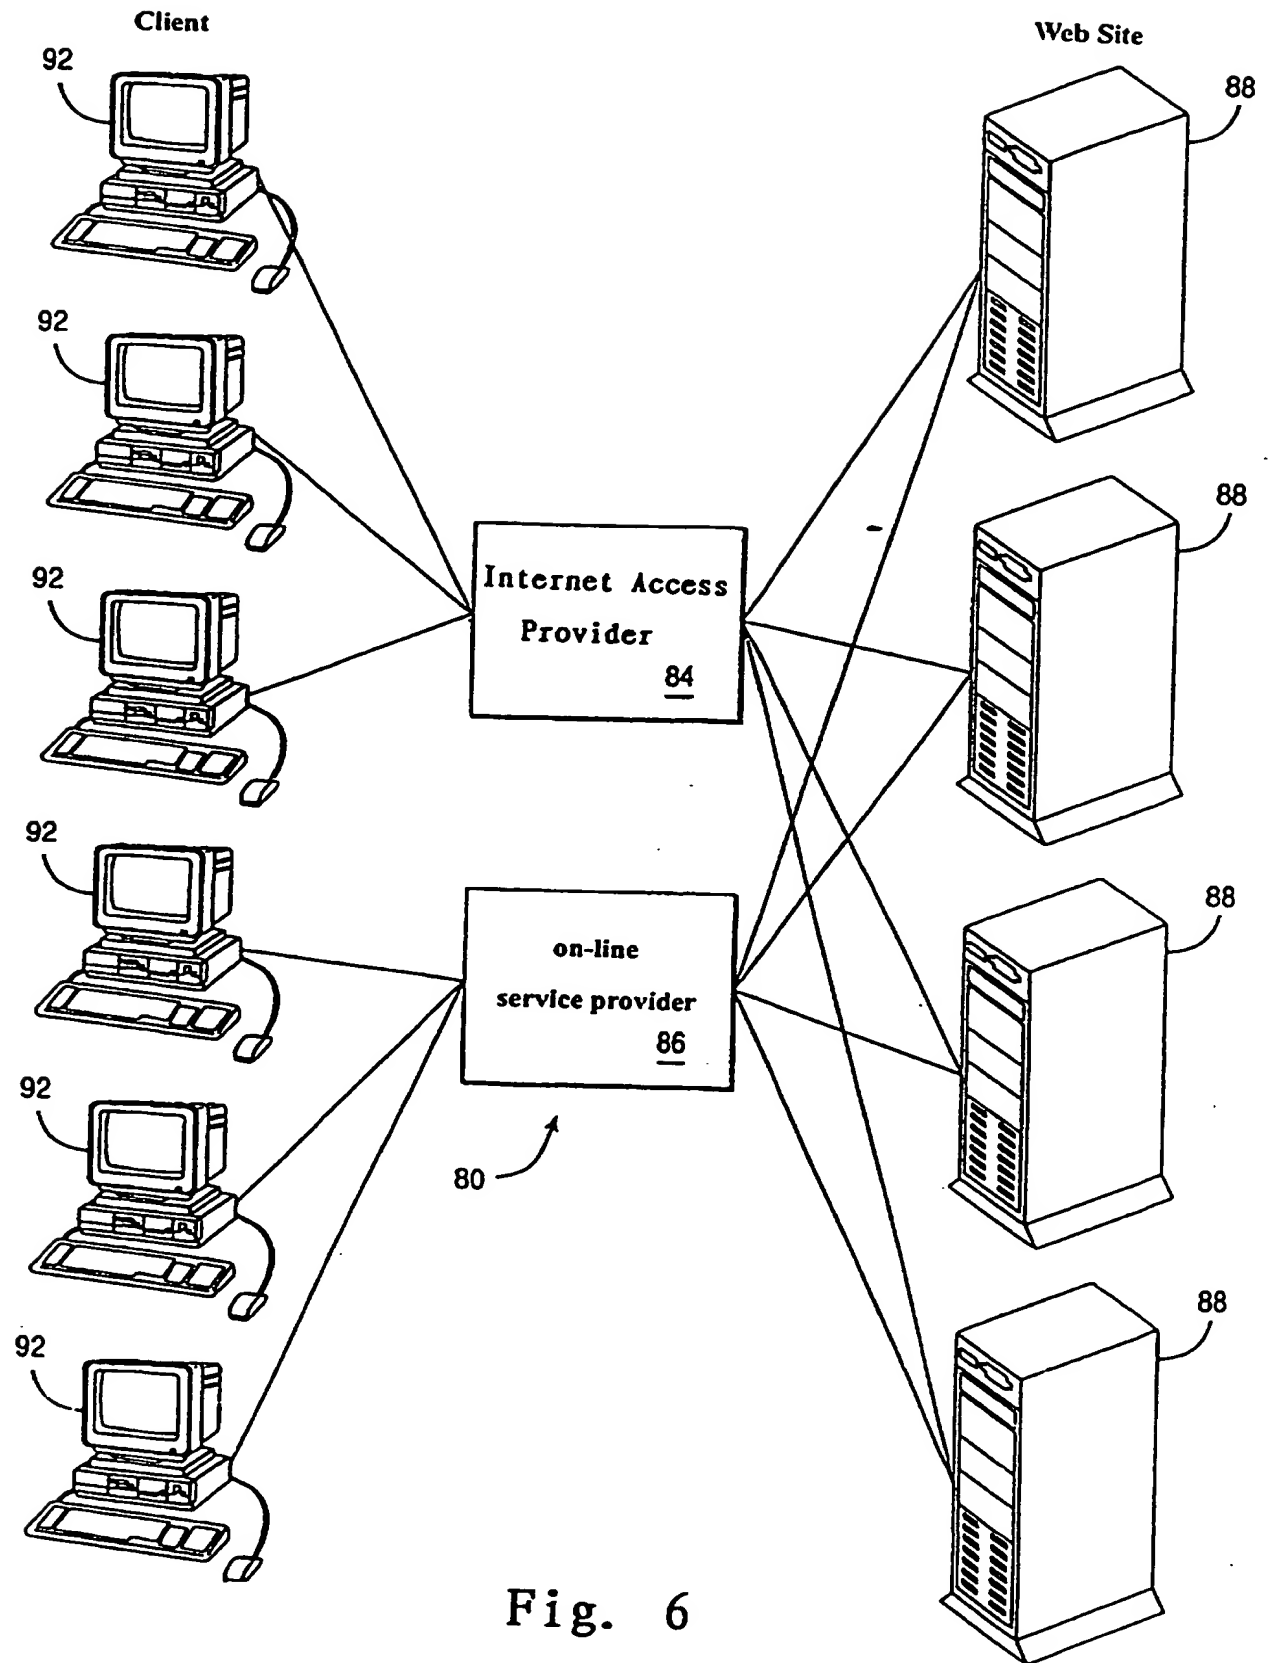 Client
Web Site
92
88
92
88
Internet Access
Provider
84
92
92
88
on-line
service provider
86
92
80
92
88
Fig. 6